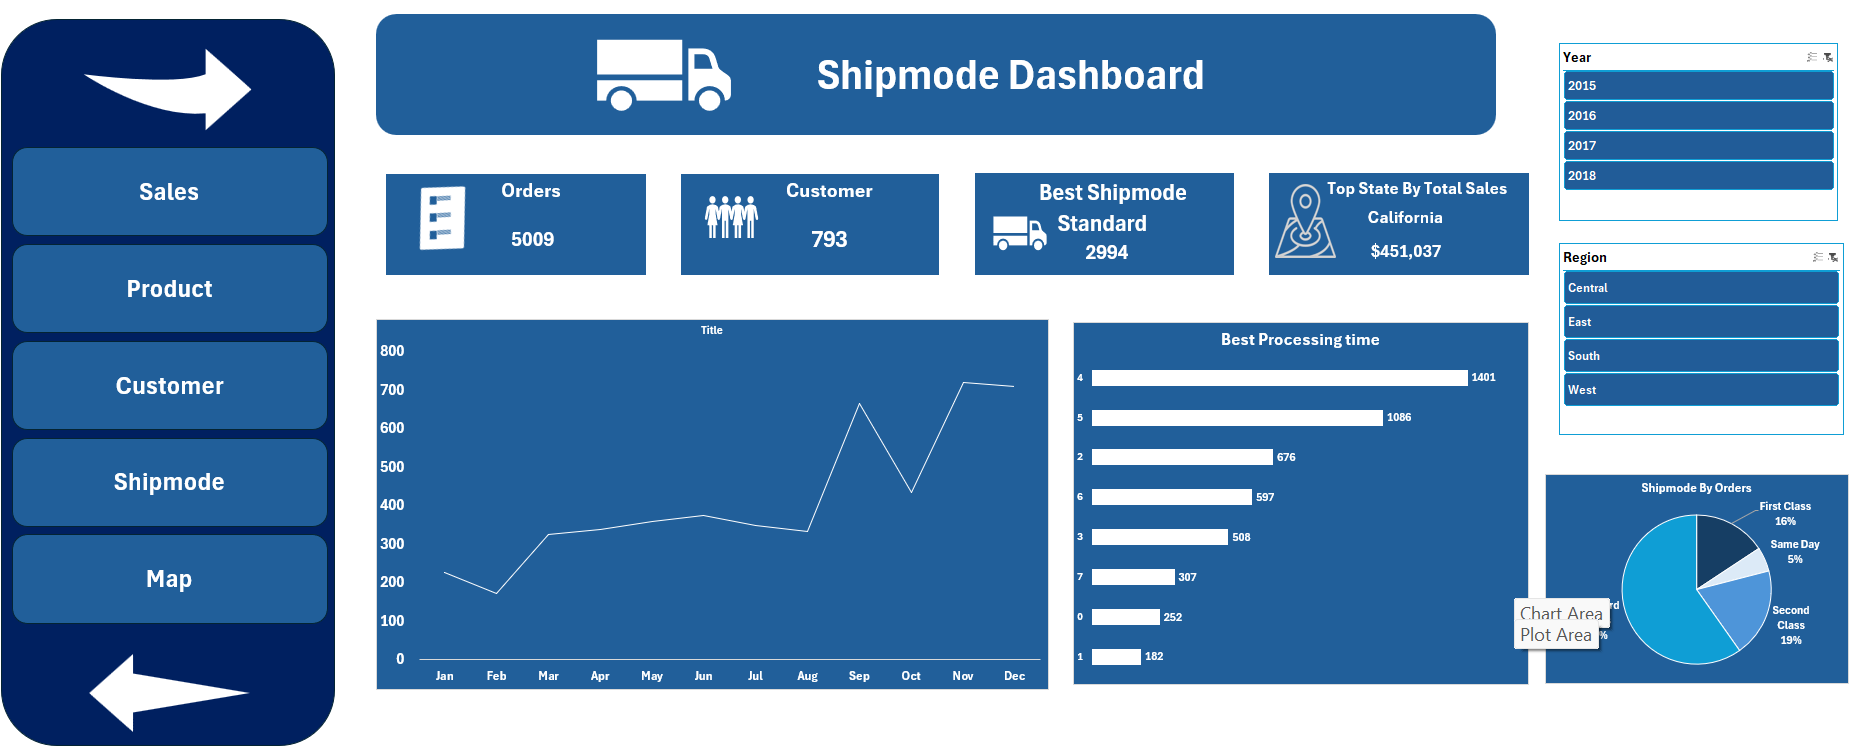 Shipmode Dashboard
Sales
Product
Customer
Shipmode
Map
Orders
5009
Customer
793
Best Shipmode
Standard
2994
Top State By Total Sales
California
$451,037
Year
2015
2016
2017
2018
Region
Central
East
South
West
Title
800
700
600
500
400
300
200
100
0
Jan Feb Mar Apr May Jun Jul Aug Sep Oct Nov Dec
Best Processing time
4 1401
5 1086
2 676
6 597
3 508
7 307
0 252
1 182
Shipmode By Orders
First Class
16%
Same Day
5%
Second
Class
19%
rd
%
Chart Area
Plot Area